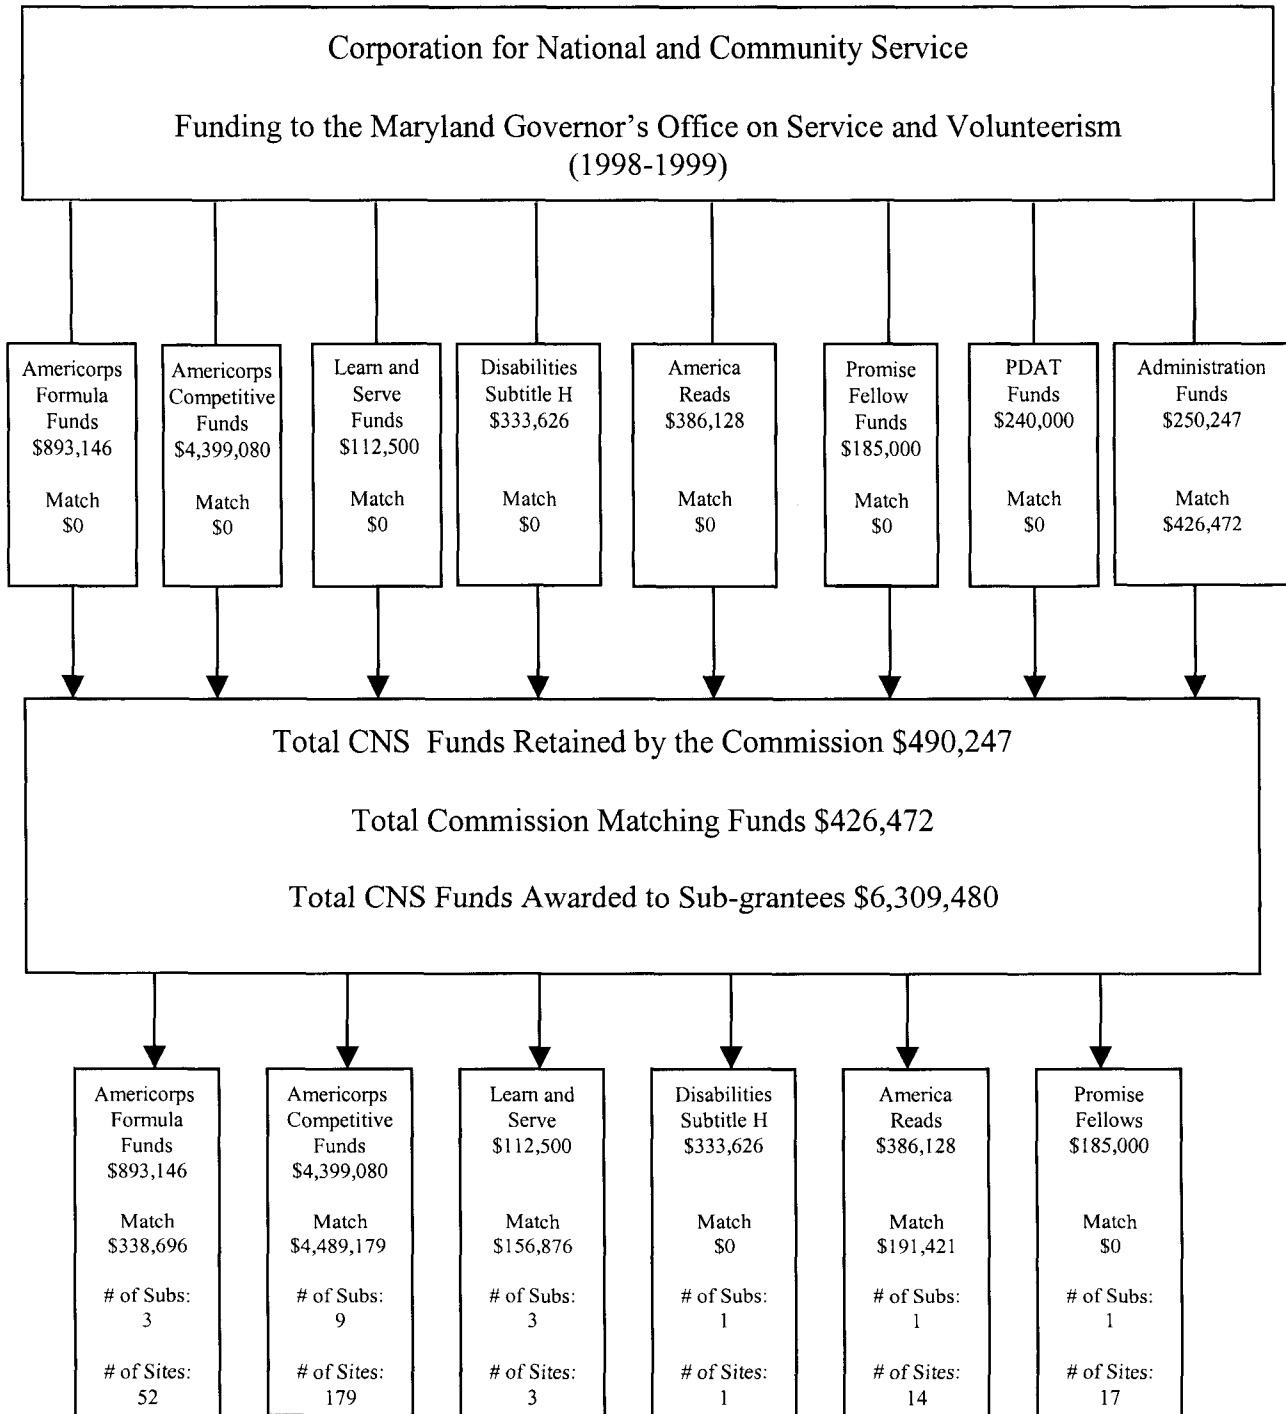 Corporation for National and Community Service
Funding to the Maryland Governor's Office on Service and Volunteerism
(1998-1999)
Americorps
Formula
Funds
$893,146
Match
$0
Americorps
Competitive
Funds
$4,399,080
Match
$0
Learn and
Serve
Funds
$112,500
Match
$0
Disabilities
Subtitle H
$333,626
Match
$0
America
Reads
$386,128
Match
$0
Promise
Fellow
Funds
$185,000
Match
$0
PDAT
Funds
$240,000
Match
$0
Administration
Funds
$250,247
Match
$426,472
Total CNS Funds Retained by the Commission $490,247
Total Commission Matching Funds $426,472
Total CNS Funds Awarded to Sub-grantees $6,309,480
Americorps
Formula
Funds
$893,146
Match
$338,696
# of Subs:
3
# of Sites:
52
Americorps
Competitive
Funds
$4,399,080
Match
$4,489,179
# of Subs:
9
# of Sites:
179
Learn and
Serve
$112,500
Match
$156,876
# of Subs:
3
# of Sites:
3
Disabilities
Subtitle H
$333,626
Match
$0
# of Subs:
1
# of Sites:
1
America
Reads
$386,128
Match
$191,421
# of Subs:
1
# of Sites:
14
Promise
Fellows
$185,000
Match
$0
# of Subs:
1
# of Sites:
17